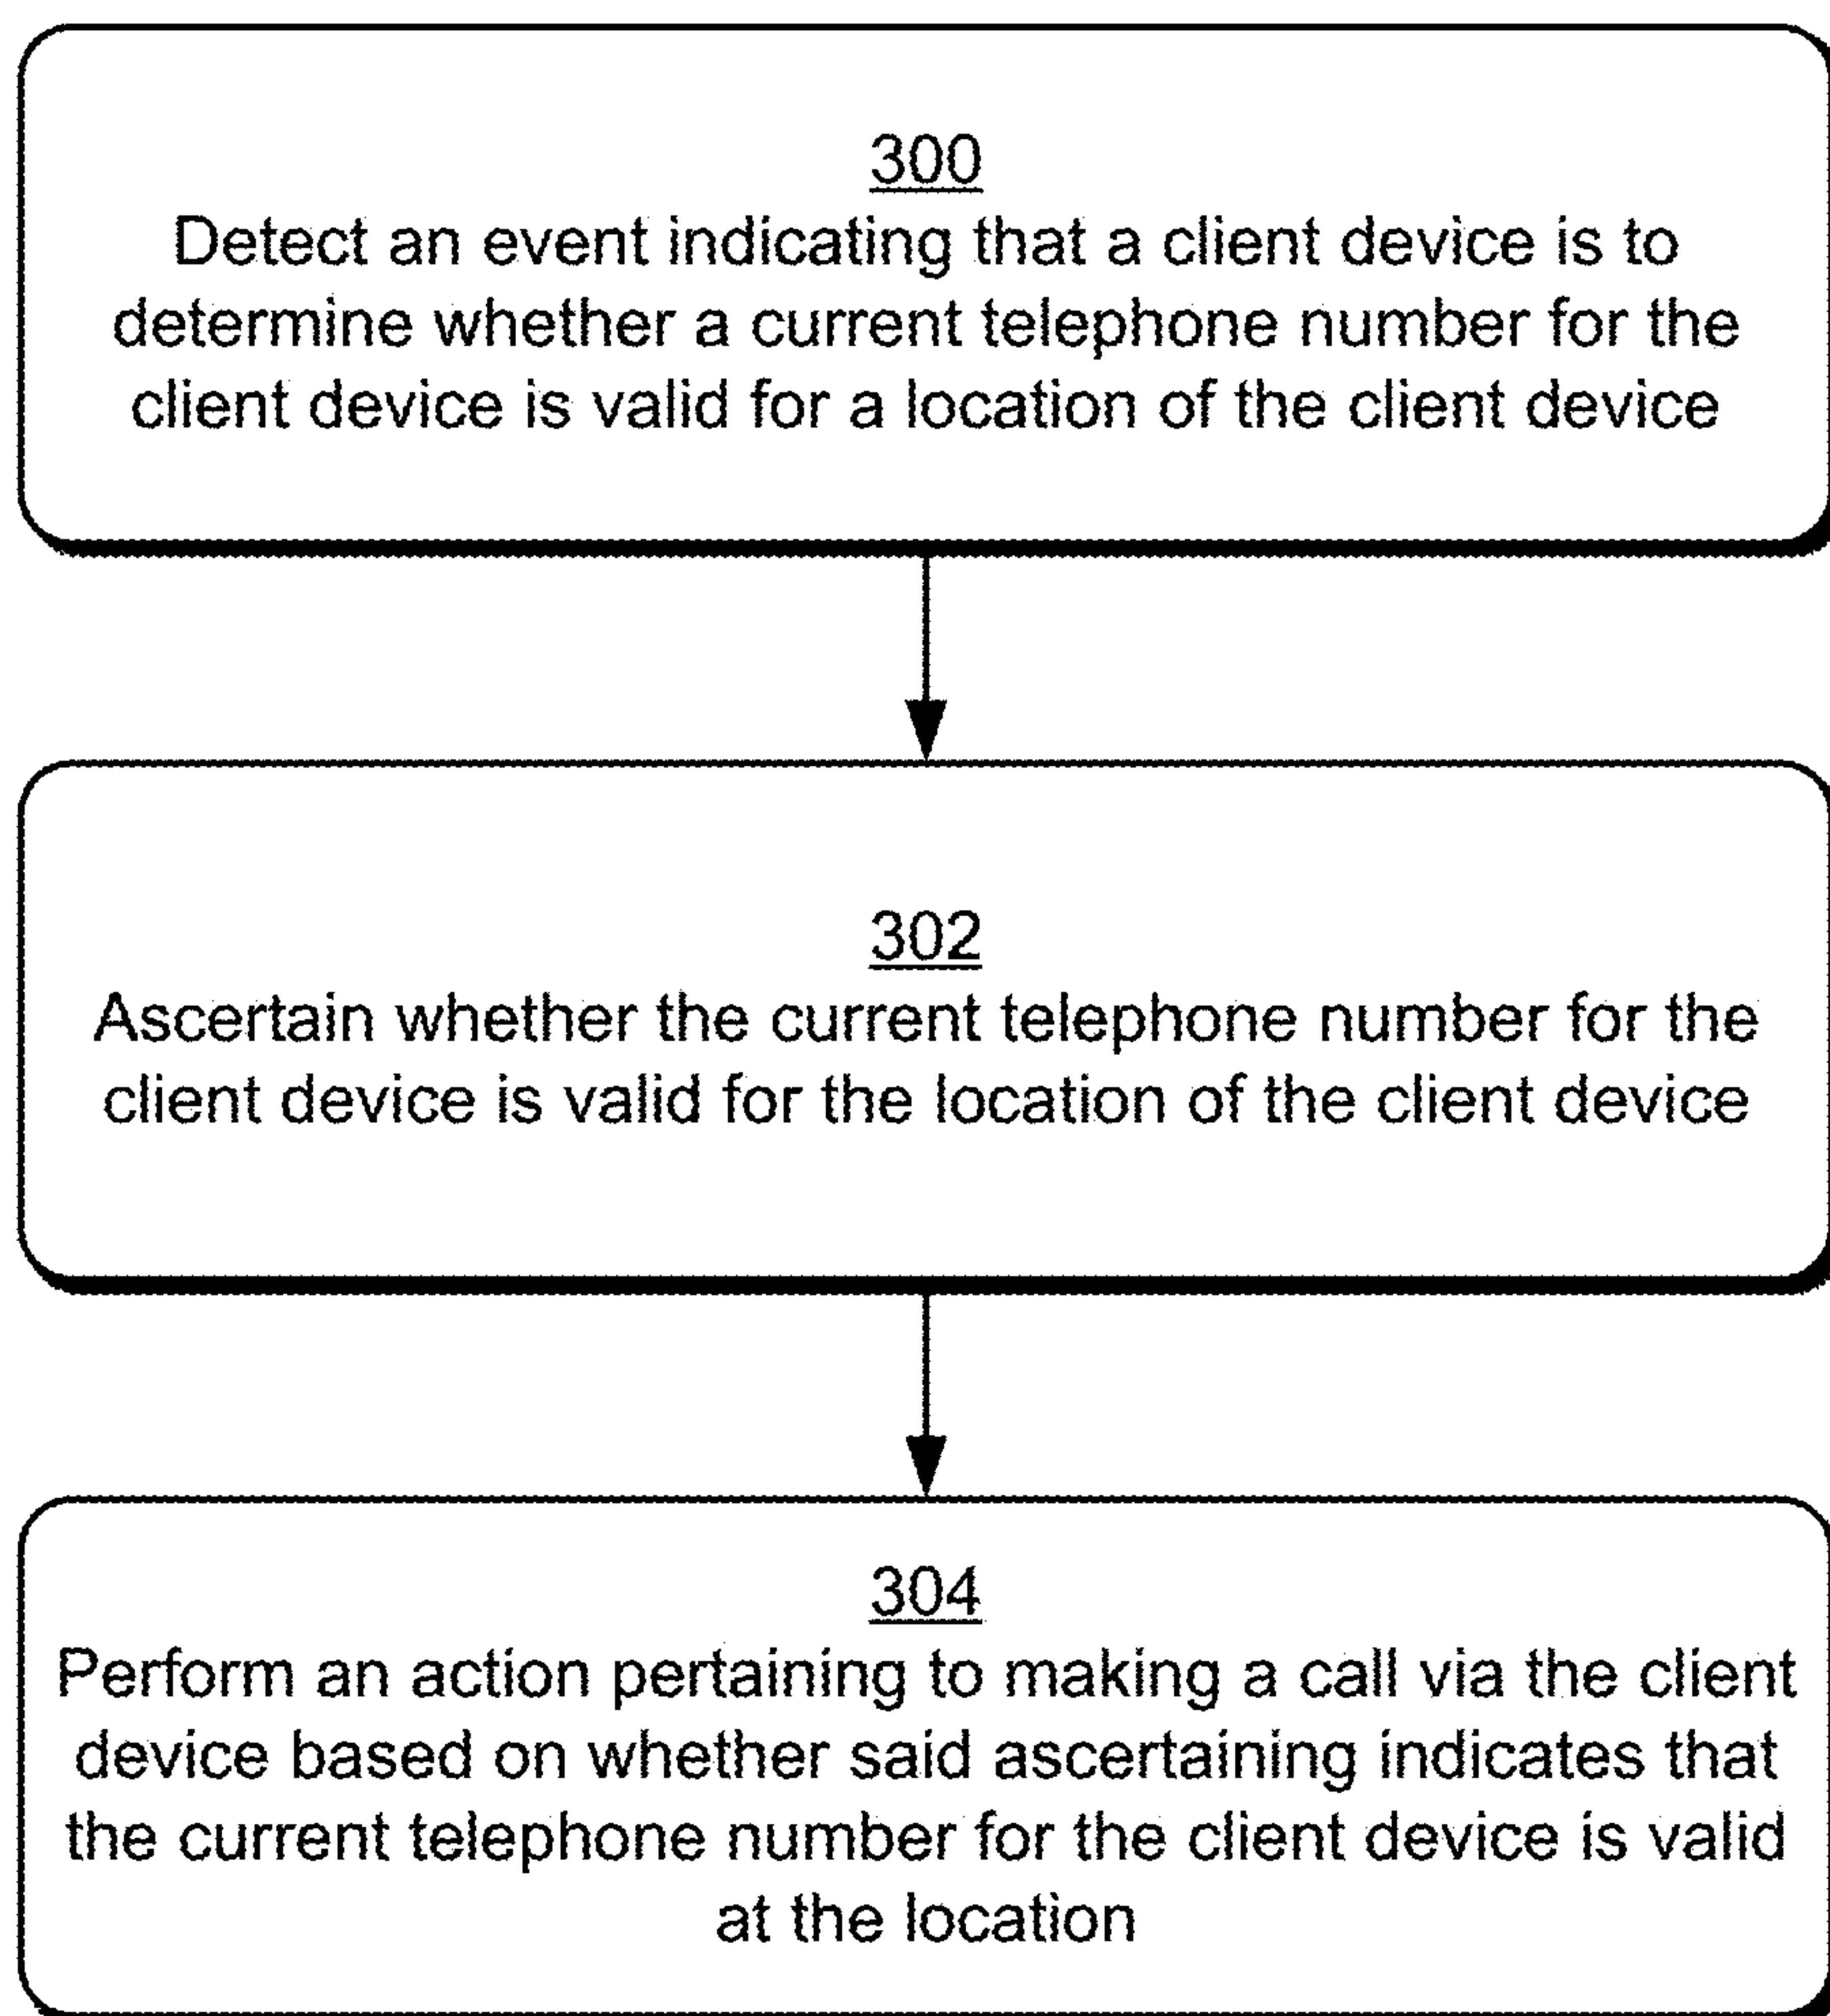 300
Detect an event indicating that a client device is to
determine whether a current telephone number for the
client device is valid for a location of the client device
302
Ascertain whether the current telephone number for the
client device is valid for the location of the client device
304
Perform an action pertaining to making a call via the client
device based on whether said ascertaining indicates that
the current telephone number for the client device is valid
at the location